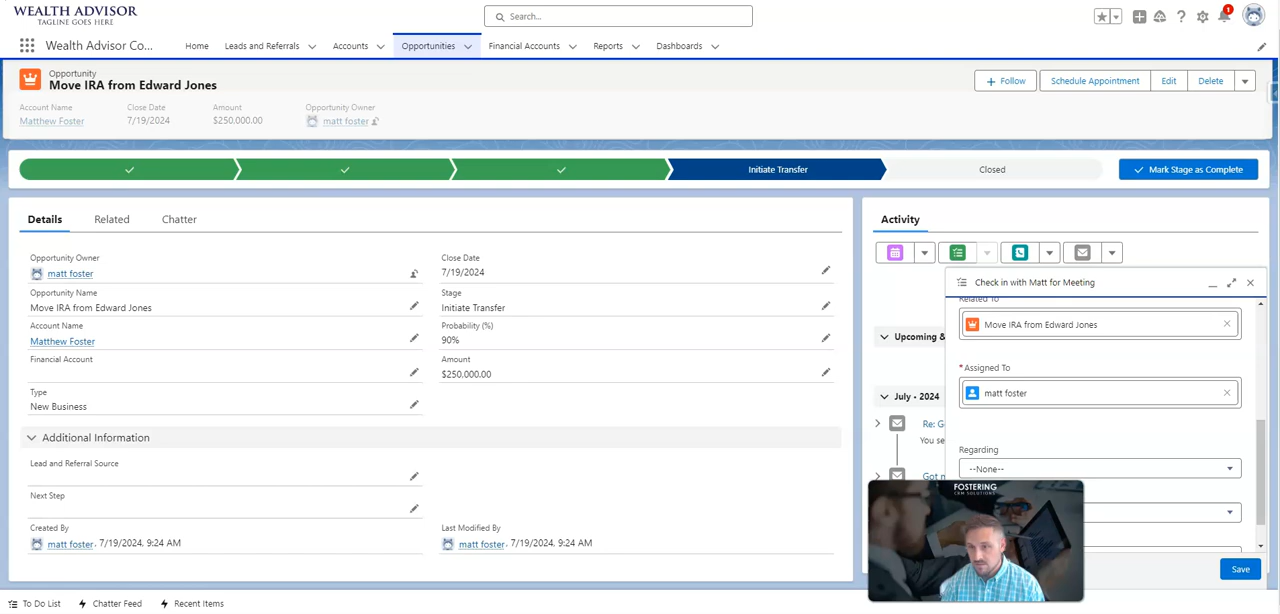 WEALTH ADVISOR
TAGLINE GOES HERE
Search...
1
Wealth Advisor Co...
Home
Leads and Referrals
Accounts
Opportunities
Financial Accounts
Reports
Dashboards
Opportunity
Move IRA from Edward Jones
Follow
Schedule Appointment
Edit
Delete
Account Name
Close Date
Amount
Opportunity Owner
Matthew Foster
7/19/2024
$250,000.00
matt foster
Initiate Transfer
Closed
Mark Stage as Complete
Details
Related
Chatter
Opportunity Owner
matt foster
Close Date
7/19/2024
Opportunity Name
Move IRA from Edward Jones
Stage
Initiate Transfer
Account Name
Matthew Foster
Probability (%)
90%
Financial Account
Amount
$250,000.00
Type
New Business
Additional Information
Lead and Referral Source
Next Step
Created By
matt foster, 7/19/2024, 9:24 AM
Last Modified By
matt foster, 7/19/2024, 9:24 AM
Activity
Upcoming &
July • 2024
Re: G
You se
Got m
Check in with Matt for Meeting
Related To
Move IRA from Edward Jones
*Assigned To
matt foster
Regarding
--None--
Save
FOSTERING
CRM SOLUTIONS
To Do List
Chatter Feed
Recent Items